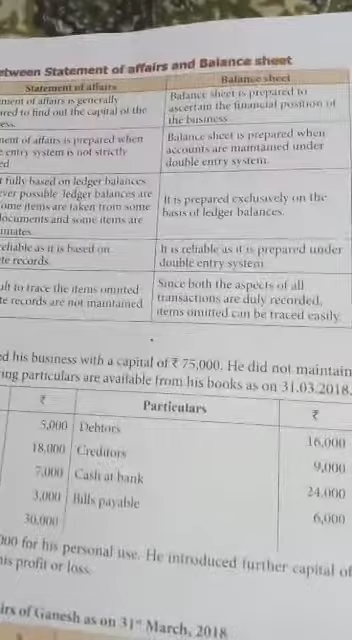 etween Statement of affairs and Balance sheet
Statement of affairs
Balance sheet
ment of affairs is generally
ared to find out the capital of the
ess.
Balance sheet is prepared to
ascertain the financial position of
the business
ment of affairs is prepared when
e entry system is not strictly
ed.
Balance sheet is prepared when
accounts are maintained under
double entry system.
t fully based on ledger balances.
ever possible ledger balances are
ome items are taken from some
documents and some items are
imates.
It is prepared exclusively on the
basis of ledger balances.
reliable as it is based on
te records.
It is reliable as it is prepared under
double entry system
ult to trace the items omitted
te records are not maintained.
Since both the aspects of all
transactions are duly recorded,
items omitted can be traced easily.
ed his business with a capital of ₹ 75,000. He did not maintain
ing particulars are available from his books as on 31.03.2018.
₹ Particulars ₹
5,000 Debtors 16,000
18,000 Creditors 9,000
7,000 Cash at bank 24,000
3,000 Bills payable 6,000
30,000
000 for his personal use. He introduced further capital of
his profit or loss.
irs of Ganesh as on 31st March, 2018